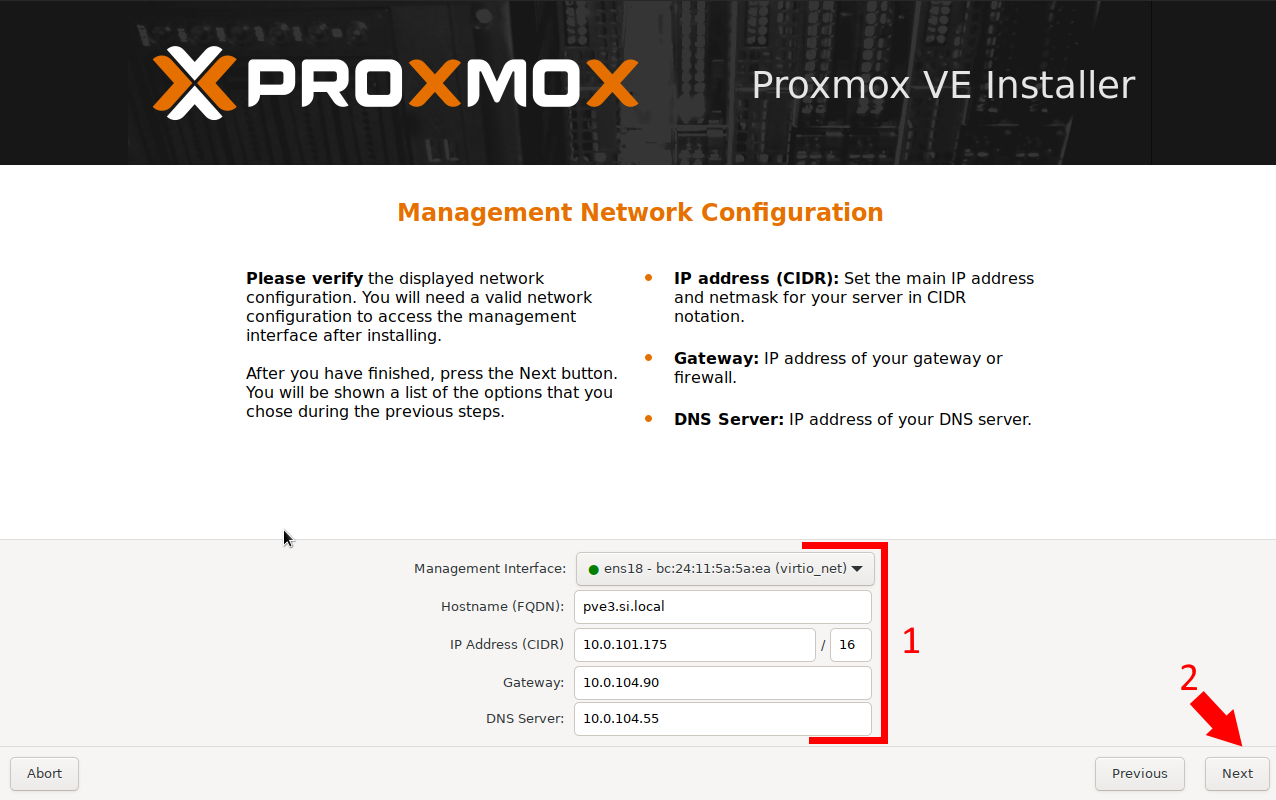 PROXMOX
Proxmox VE Installer
Management Network Configuration
Please verify the displayed network
configuration. You will need a valid network
configuration to access the management
interface after installing.
After you have finished, press the Next button.
You will be shown a list of the options that you
chose during the previous steps.
IP address (CIDR): Set the main IP address
and netmask for your server in CIDR
notation.
Gateway: IP address of your gateway or
firewall.
DNS Server: IP address of your DNS server.
Management Interface: ens18 - bc:24:11:5a:5a:ea (virtio_net)
Hostname (FQDN): pve3.si.local
IP Address (CIDR) 10.0.101.175 / 16
Gateway: 10.0.104.90
DNS Server: 10.0.104.55
1
2
Abort
Previous
Next